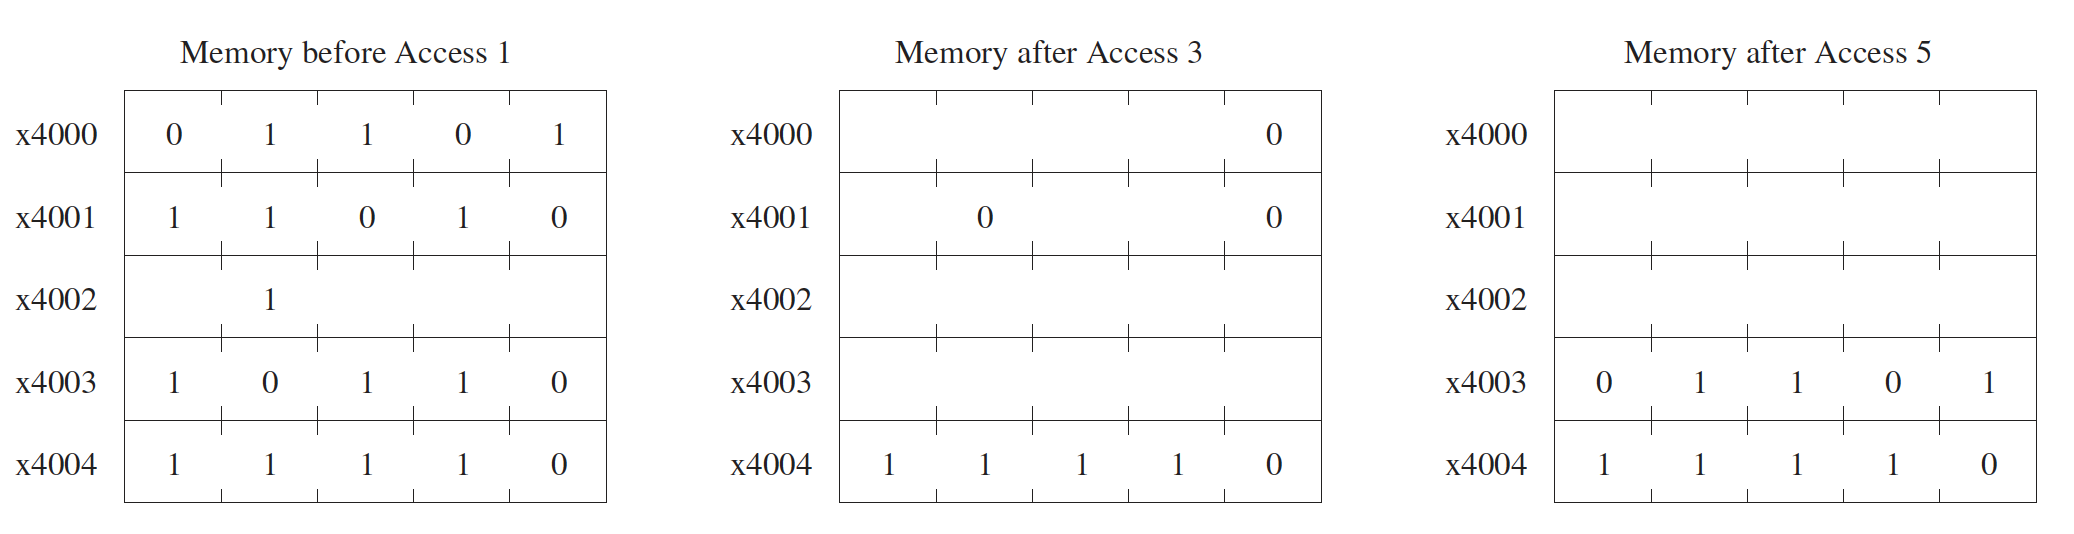 Memory before Access 1 Memory after Access 3 Memory after Access 5
x4000 0 1 1 0 1 x4000 0 x4000
x4001 1 1 0 1 0 x4001 0 0 x4001
x4002 1 x4002 x4002
x4003 1 0 1 1 0 x4003 x4003 0 1 1 0 1
x4004 1 1 1 1 0 x4004 1 1 1 1 0 x4004 1 1 1 1 0